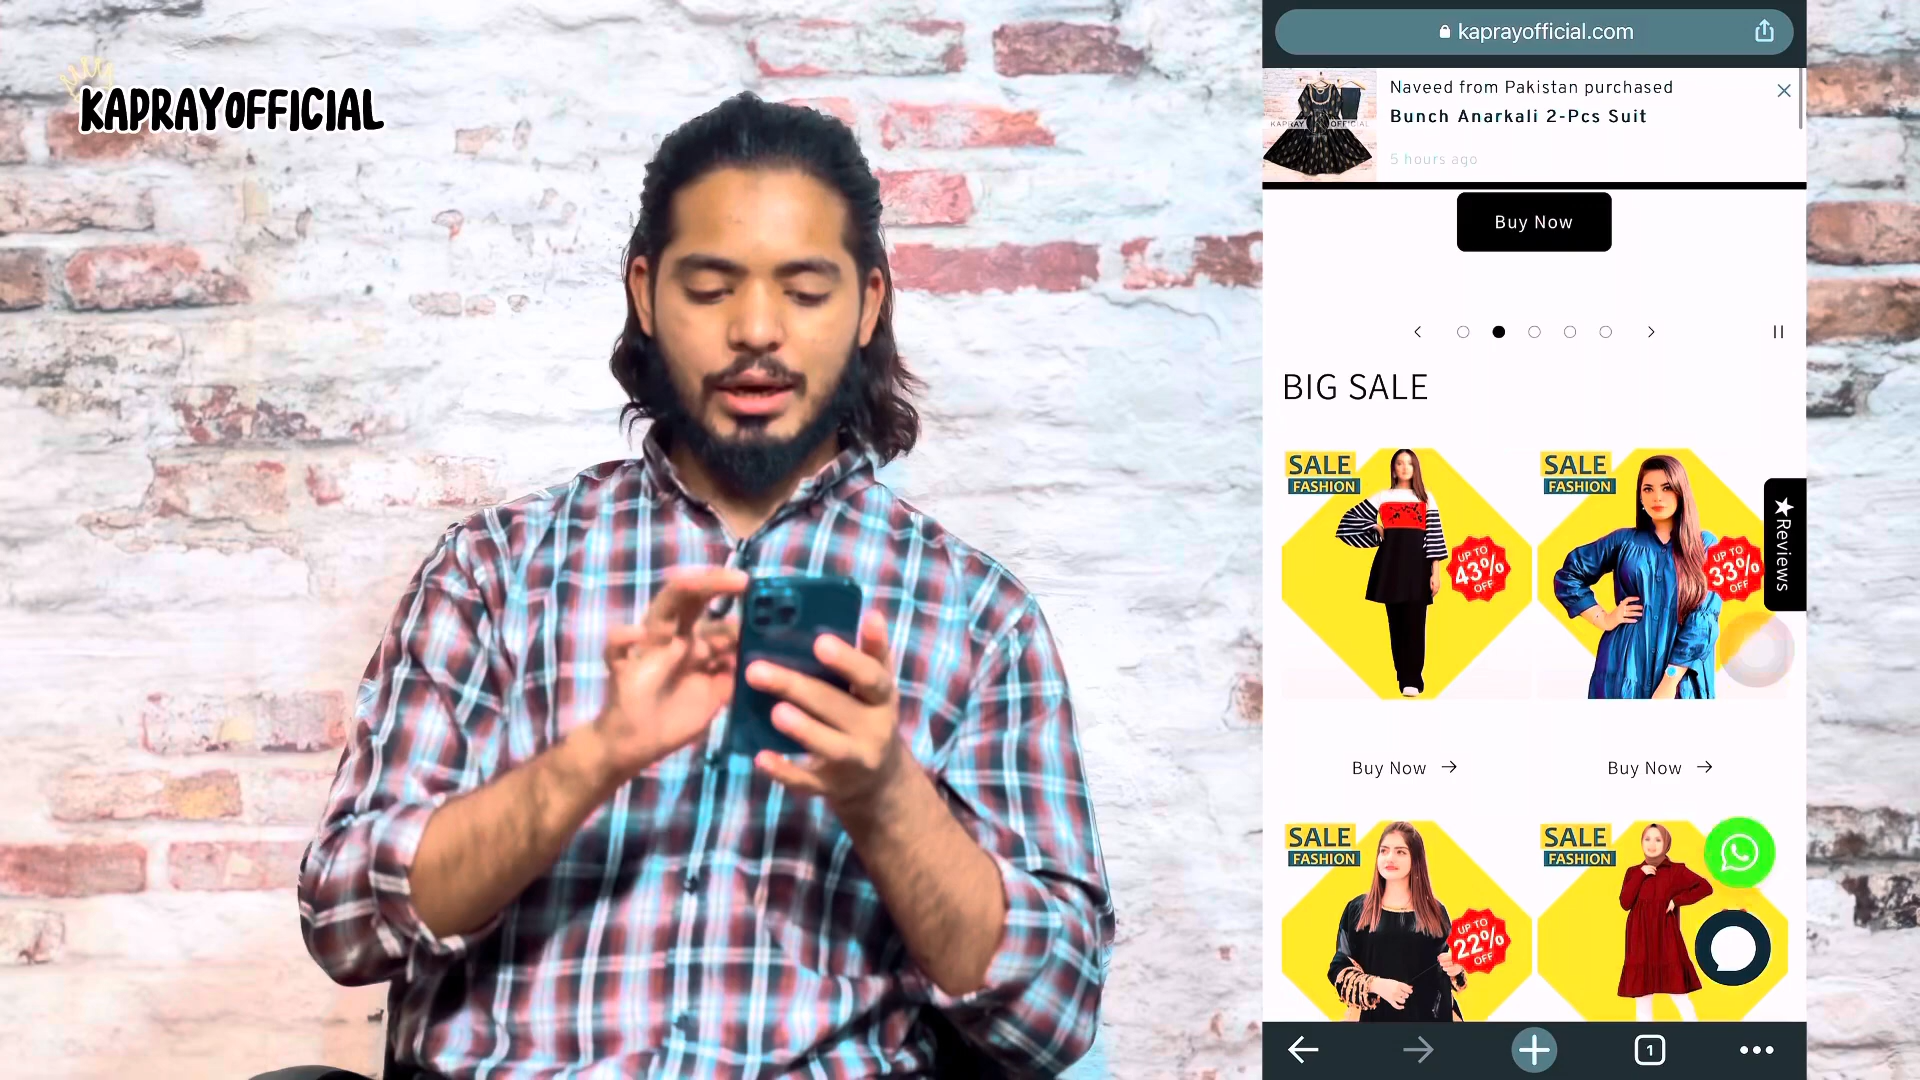 KAPRAYOFFICIAL
kaprayofficial.com
Naveed from Pakistan purchased
Bunch Anarkali 2-Pcs Suit
5 hours ago
KAPRAY OFFICIAL
Buy Now
BIG SALE
SALE
FASHION
UP TO
43%
OFF
SALE
FASHION
UP TO
33%
OFF
★Reviews
Buy Now →
Buy Now →
SALE
FASHION
UP TO
22%
OFF
SALE
FASHION
1